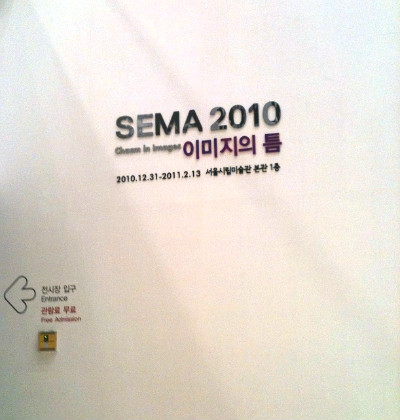 SEMA 2010
Chasm in Images 이미지의 틈
2010.12.31-2011.2.13 서울시립미술관 본관 1층
전시장 입구
Entrance
관람료 무료
Free Admission